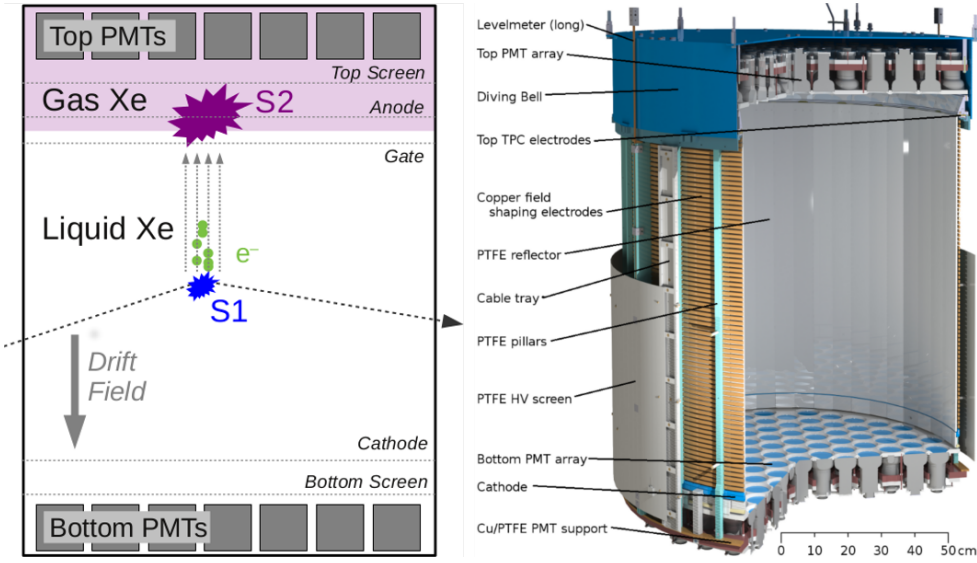 Top PMTs
Top Screen
Gas Xe
S2
Anode
Gate
Liquid Xe
e⁻
S1
Drift
Field
Cathode
Bottom Screen
Bottom PMTs
Levelmeter (long)
Top PMT array
Diving Bell
Top TPC electrodes
Copper field
shaping electrodes
PTFE reflector
Cable tray
PTFE pillars
PTFE HV screen
Bottom PMT array
Cathode
Cu/PTFE PMT support
0 10 20 30 40 50 cm